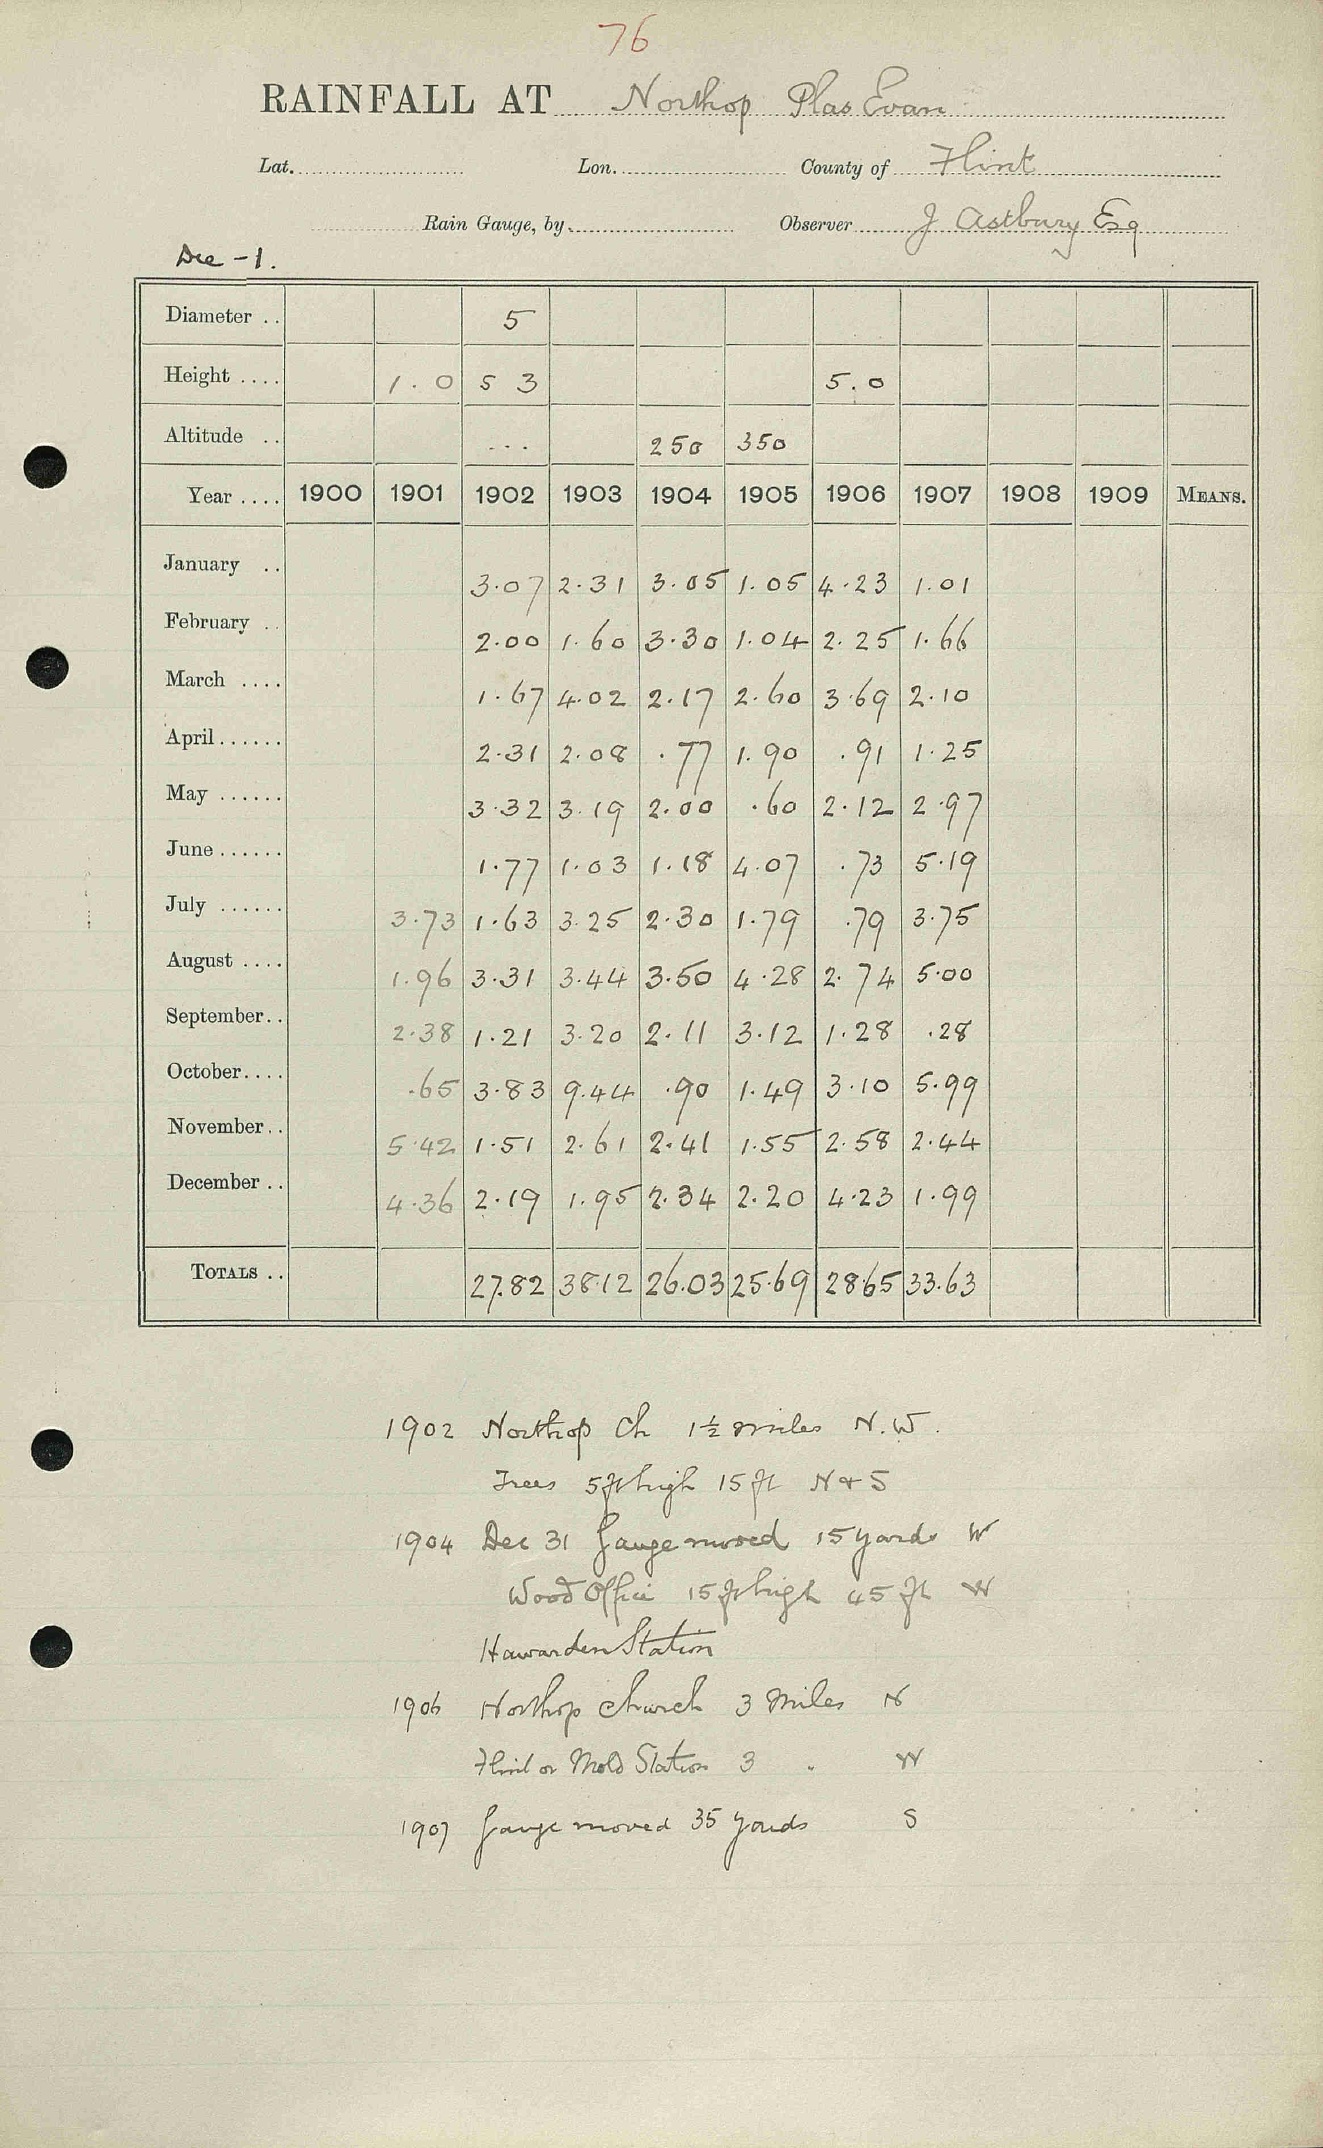 76
RAINFALL AT Northop Plas Evan
Lat. Lon. County of Flint
Rain Gauge, by Observer J Astbury Esq
Dee - 1.
Diameter .. 5
Height .... 1.0 5 3 5.0
Altitude .. ... 250 350
Year .... 1900 1901 1902 1903 1904 1905 1906 1907 1908 1909 MEANS.
January .. 3.07 2.31 3.05 1.05 4.23 1.01
February .. 2.00 1.60 3.30 1.04 2.25 1.66
March .... 1.67 4.02 2.17 2.60 3.69 2.10
April ...... 2.31 2.08 .77 1.90 .91 1.25
May ...... 3.32 3.19 2.00 .60 2.12 2.97
June ...... 1.77 1.03 1.18 4.07 .73 5.19
July ...... 3.73 1.63 3.25 2.30 1.79 .79 3.75
August .... 1.96 3.31 3.44 3.50 4.28 2.74 5.00
September .. 2.38 1.21 3.20 2.11 3.12 1.28 .28
October .... .65 3.83 9.44 .90 1.49 3.10 5.99
November .. 5.42 1.51 2.61 2.41 1.55 2.58 2.44
December .. 4.36 2.19 1.95 2.34 2.20 4.23 1.99
TOTALS .. 27.82 38.12 26.03 25.69 28.65 33.63
1902 Northop Ch 1½ miles N.W.
Trees 5 ft high 15 ft N & S
1904 Dec 31 Gauge moved 15 yards W
Wood Office 15 ft high 45 ft W
Hawarden Station
1906 Northop Church 3 Miles N
Flint or Mold Station 3 " W
1907 Gauge moved 35 yards S